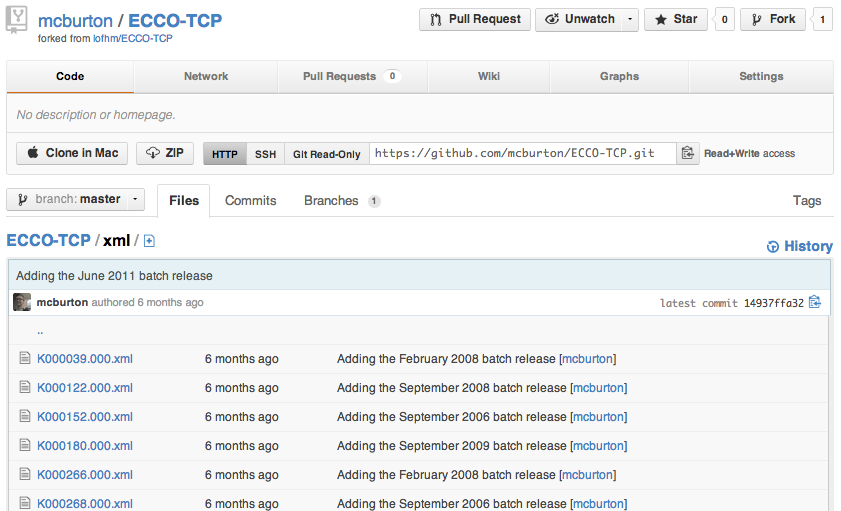 mcburton / ECCO-TCP
forked from lofhm/ECCO-TCP
Pull Request Unwatch Star 0 Fork 1
Code Network Pull Requests 0 Wiki Graphs Settings
No description or homepage.
Clone in Mac ZIP HTTP SSH Git Read-Only https://github.com/mcburton/ECCO-TCP.git Read+Write access
branch: master Files Commits Branches 1 Tags
ECCO-TCP / xml /
History
Adding the June 2011 batch release
mcburton authored 6 months ago latest commit 14937ffa32
..
K000039.000.xml 6 months ago Adding the February 2008 batch release [mcburton]
K000122.000.xml 6 months ago Adding the September 2008 batch release [mcburton]
K000152.000.xml 6 months ago Adding the September 2006 batch release [mcburton]
K000180.000.xml 6 months ago Adding the September 2009 batch release [mcburton]
K000266.000.xml 6 months ago Adding the February 2008 batch release [mcburton]
K000268.000.xml 6 months ago Adding the September 2006 batch release [mcburton]